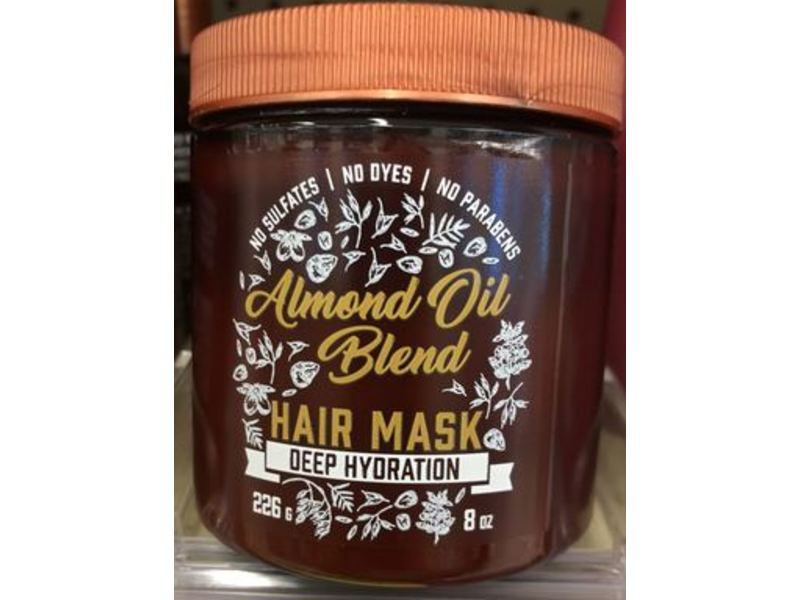 NO SULFATES | NO DYES | NO PARABENS
Almond Oil
Blend
HAIR MASK
DEEP HYDRATION
226 G
8 OZ